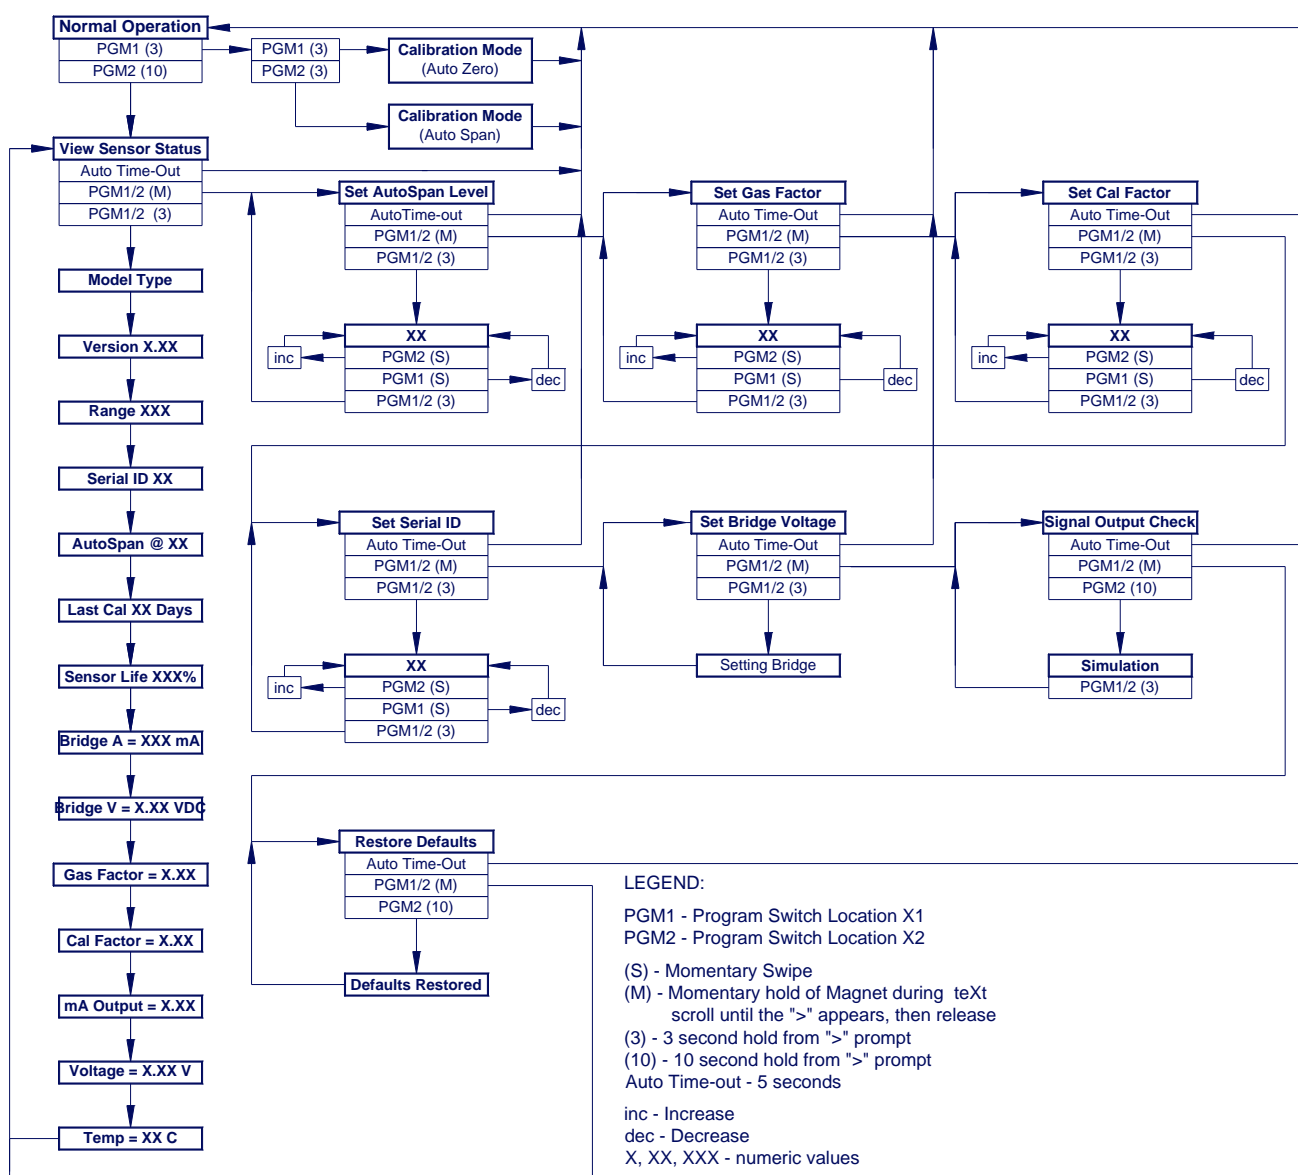 Normal Operation
PGM1 (3)
PGM2 (10)
PGM1 (3)
PGM2 (3)
Calibration Mode
(Auto Zero)
Calibration Mode
(Auto Span)
View Sensor Status
Auto Time-Out
PGM1/2 (M)
PGM1/2 (3)
Set AutoSpan Level
AutoTime-out
PGM1/2 (M)
PGM1/2 (3)
XX
PGM2 (S)
PGM1 (S)
PGM1/2 (3)
inc
dec
Set Gas Factor
Auto Time-Out
PGM1/2 (M)
PGM1/2 (3)
XX
PGM2 (S)
PGM1 (S)
PGM1/2 (3)
inc
dec
Set Cal Factor
Auto Time-Out
PGM1/2 (M)
PGM1/2 (3)
XX
PGM2 (S)
PGM1 (S)
PGM1/2 (3)
inc
dec
Model Type
Version X.XX
Range XXX
Serial ID XX
AutoSpan @ XX
Last Cal XX Days
Sensor Life XXX%
Bridge A = XXX mA
Bridge V = X.XX VDC
Gas Factor = X.XX
Cal Factor = X.XX
mA Output = X.XX
Voltage = X.XX V
Temp = XX C
Set Serial ID
Auto Time-Out
PGM1/2 (M)
PGM1/2 (3)
XX
PGM2 (S)
PGM1 (S)
PGM1/2 (3)
inc
dec
Set Bridge Voltage
Auto Time-Out
PGM1/2 (M)
PGM1/2 (3)
Setting Bridge
Signal Output Check
Auto Time-Out
PGM1/2 (M)
PGM2 (10)
Simulation
PGM1/2 (3)
Restore Defaults
Auto Time-Out
PGM1/2 (M)
PGM2 (10)
Defaults Restored
LEGEND:
PGM1 - Program Switch Location X1
PGM2 - Program Switch Location X2
(S) - Momentary Swipe
(M) - Momentary hold of Magnet during teXt
scroll until the ">" appears, then release
(3) - 3 second hold from ">" prompt
(10) - 10 second hold from ">" prompt
Auto Time-out - 5 seconds
inc - Increase
dec - Decrease
X, XX, XXX - numeric values